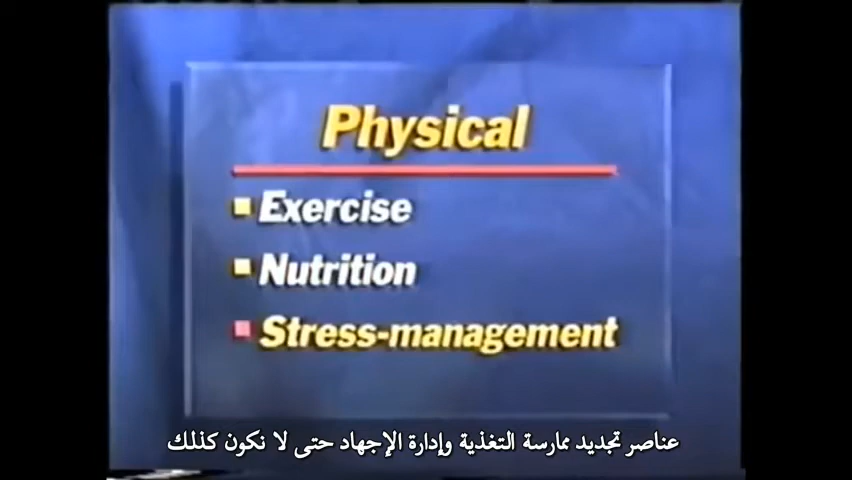 Physical
Exercise
Nutrition
Stress-management
عناصر تجديد ممارسة التغذية وإدارة الإجهاد حتى لا نكون كذلك